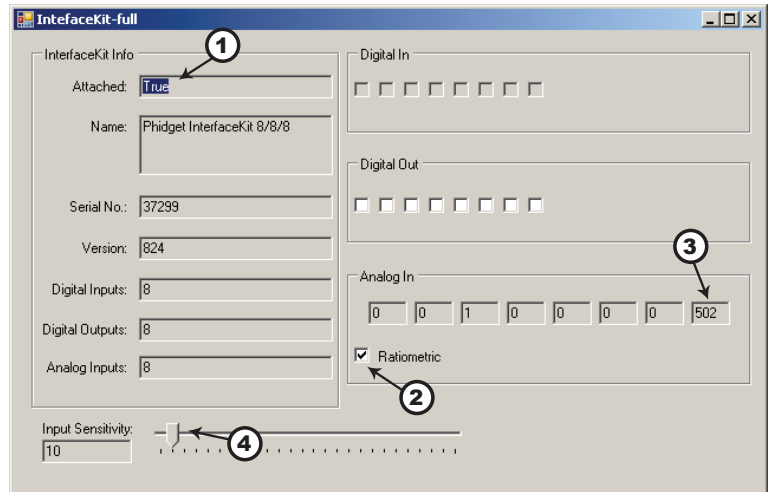 IntefaceKit-full
InterfaceKit Info
1
Attached: True
Name: Phidget InterfaceKit 8/8/8
Serial No.: 37299
Version: 824
Digital Inputs: 8
Digital Outputs: 8
Analog Inputs: 8
Digital In
Digital Out
3
Analog In
0 0 1 0 0 0 0 502
Ratiometric
2
Input Sensitivity:
10
4